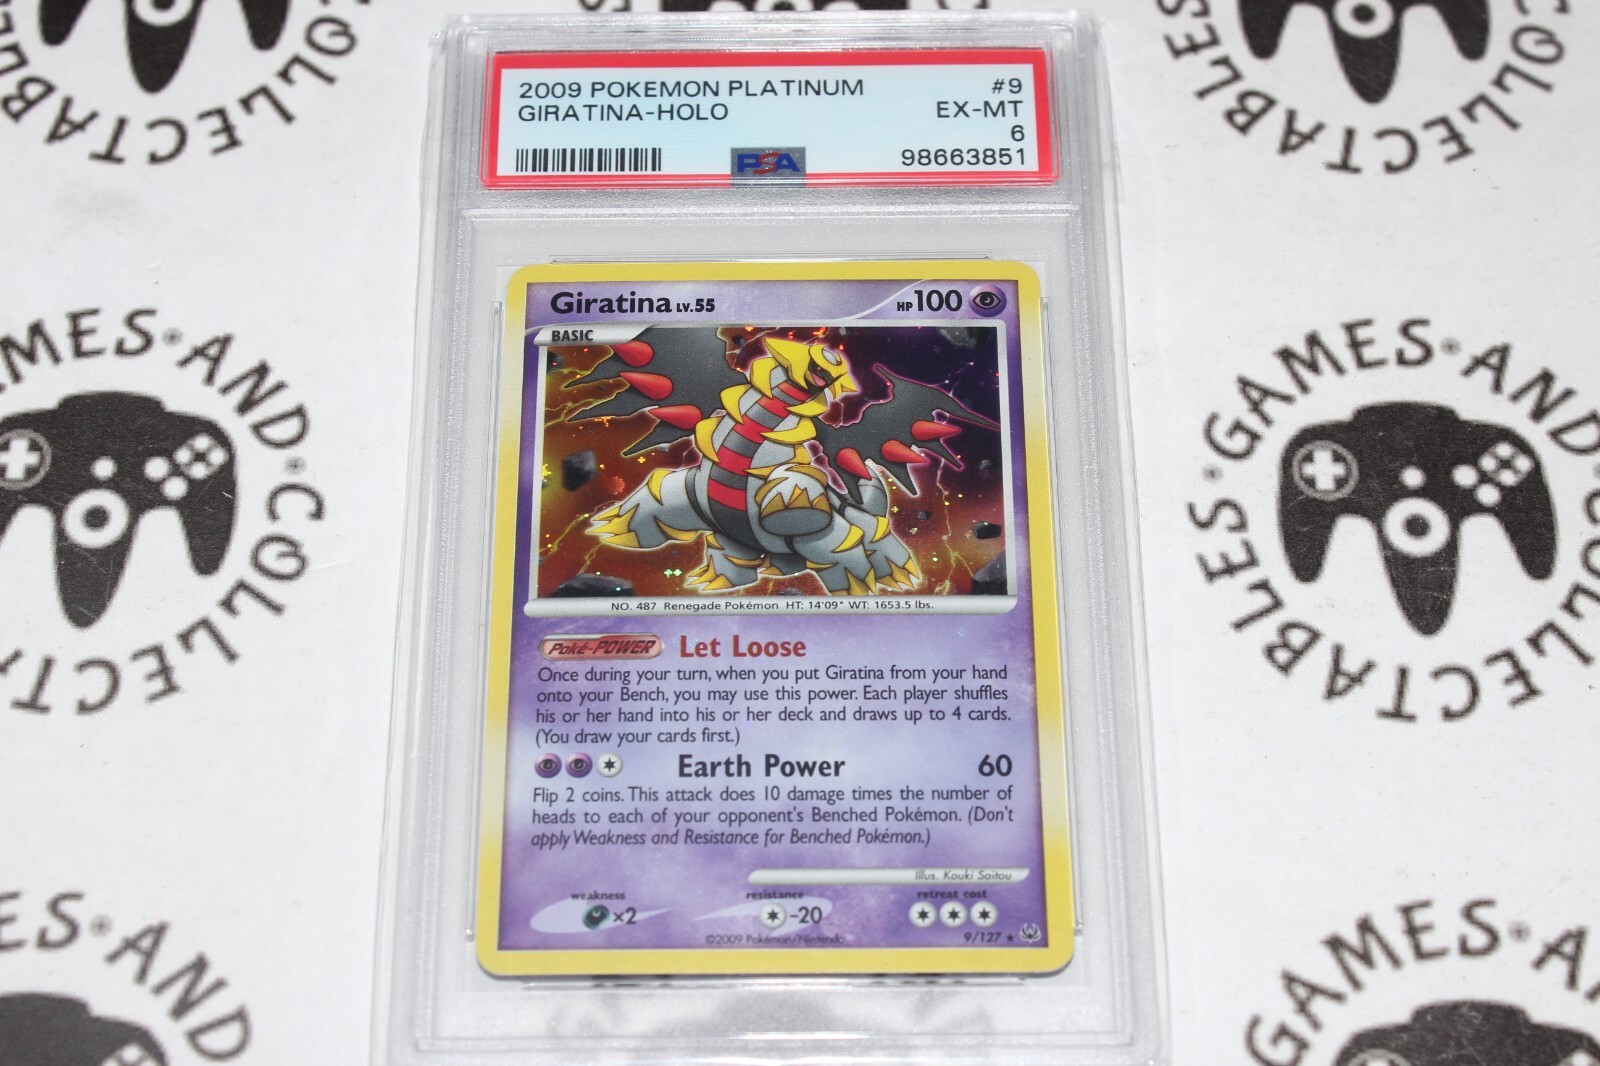 2009 POKEMON PLATINUM #9
GIRATINA-HOLO EX-MT
6
PSA 98663851
Giratina LV.55 HP 100
BASIC
NO. 487 Renegade Pokémon HT: 14'09" WT: 1653.5 lbs.
Poké-POWER Let Loose
Once during your turn, when you put Giratina from your hand
onto your Bench, you may use this power. Each player shuffles
his or her hand into his or her deck and draws up to 4 cards.
(You draw your cards first.)
Earth Power 60
Flip 2 coins. This attack does 10 damage times the number of
heads to each of your opponent's Benched Pokémon. (Don't
apply Weakness and Resistance for Benched Pokémon.)
Illus. Kouki Saitou
weakness resistance retreat cost
×2 -20
©2009 Pokémon/Nintendo 9/127
GAMES•AND•COLLECTABLES
GAMES•AND•COLLECTABLES
GAMES•AND•COLLECTABLES